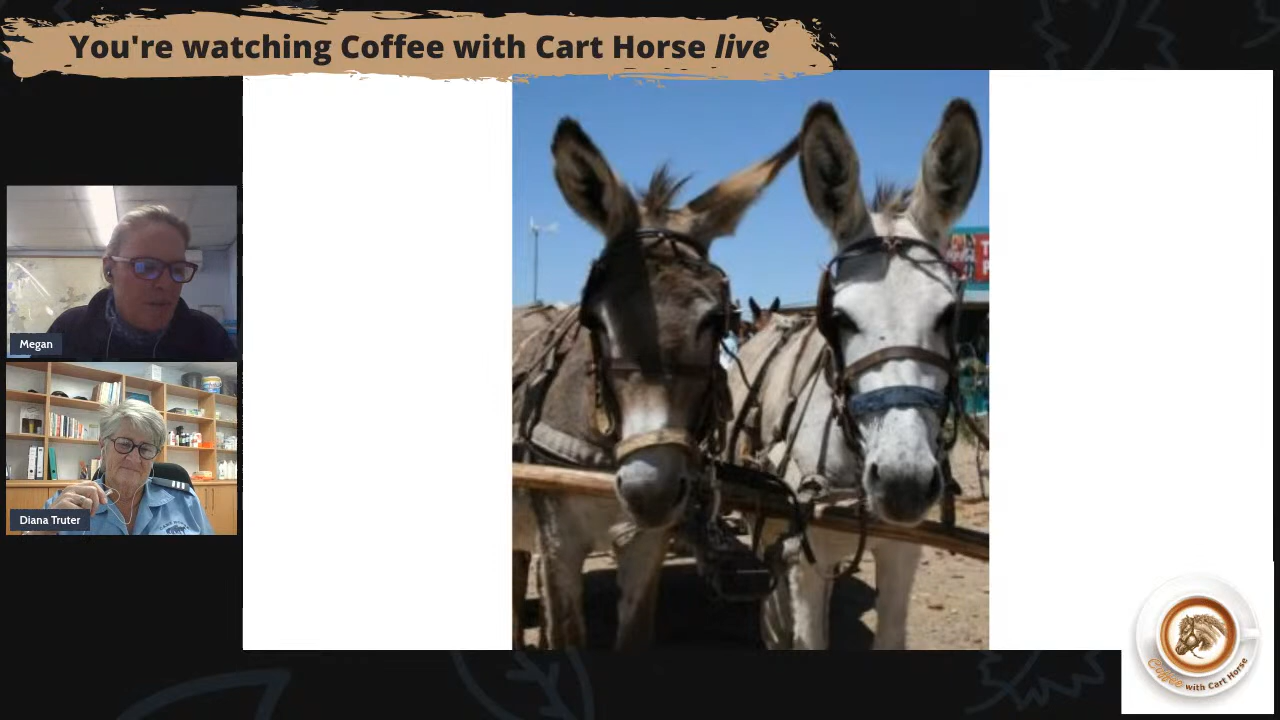 You're watching Coffee with Cart Horse live
Megan
Diana Truter
Coffee with Cart Horse